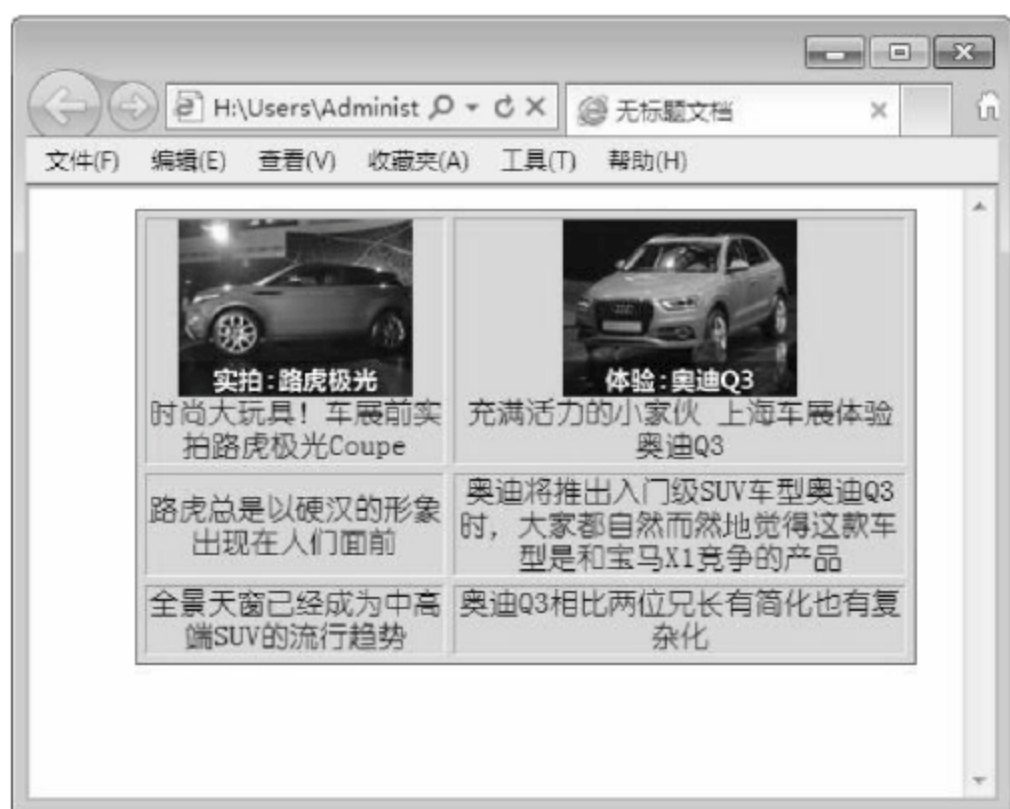 H:\Users\Administ
无标题文档
文件(F) 编辑(E) 查看(V) 收藏夹(A) 工具(T) 帮助(H)
实拍:路虎极光
时尚大玩具！车展前实
拍路虎极光Coupe
体验:奥迪Q3
充满活力的小家伙 上海车展体验
奥迪Q3
路虎总是以硬汉的形象
出现在人们面前
奥迪将推出入门级SUV车型奥迪Q3
时，大家都自然而然地觉得这款车
型是和宝马X1竞争的产品
全景天窗已经成为中高
端SUV的流行趋势
奥迪Q3相比两位兄长有简化也有复
杂化